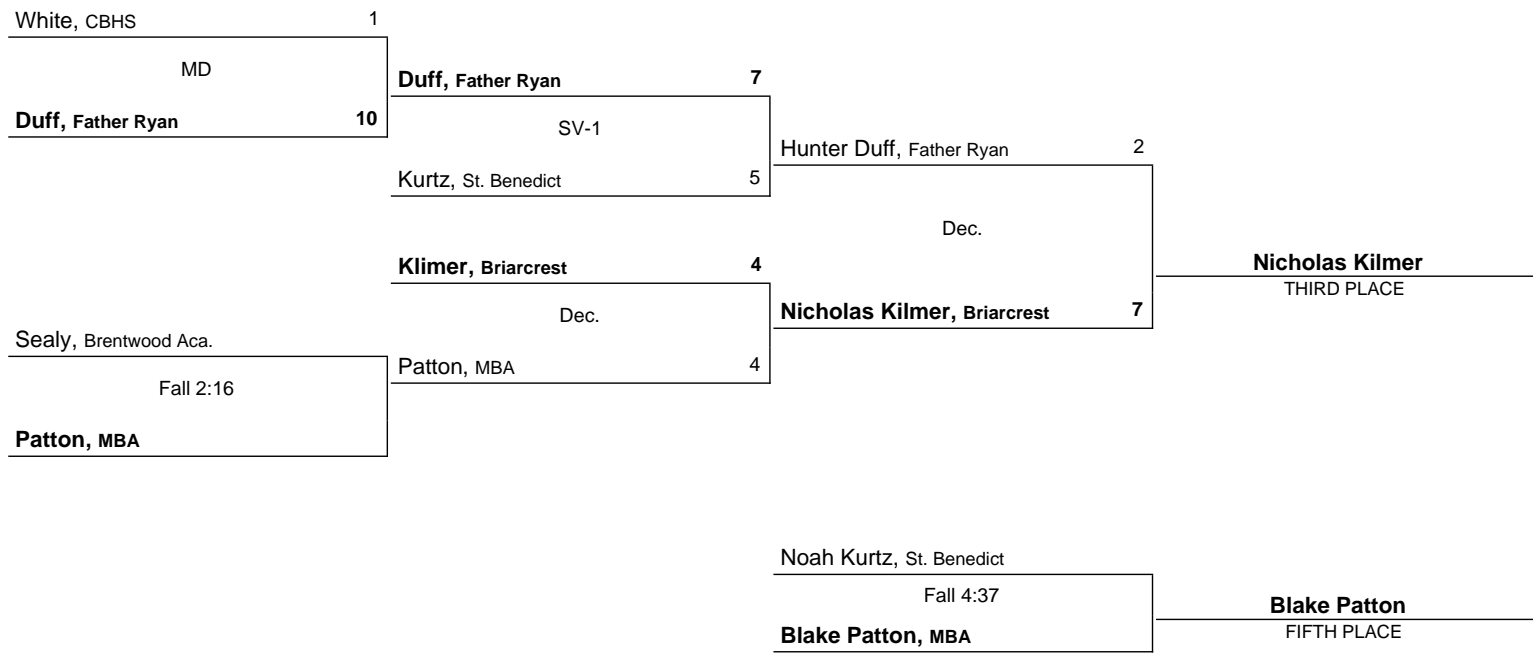 White, CBHS 1
MD
Duff, Father Ryan 7
Duff, Father Ryan 10
SV-1
Hunter Duff, Father Ryan 2
Kurtz, St. Benedict 5
Dec.
Klimer, Briarcrest 4
Nicholas Kilmer
THIRD PLACE
Dec.
Nicholas Kilmer, Briarcrest 7
Sealy, Brentwood Aca.
Patton, MBA 4
Fall 2:16
Patton, MBA
Noah Kurtz, St. Benedict
Fall 4:37
Blake Patton
FIFTH PLACE
Blake Patton, MBA